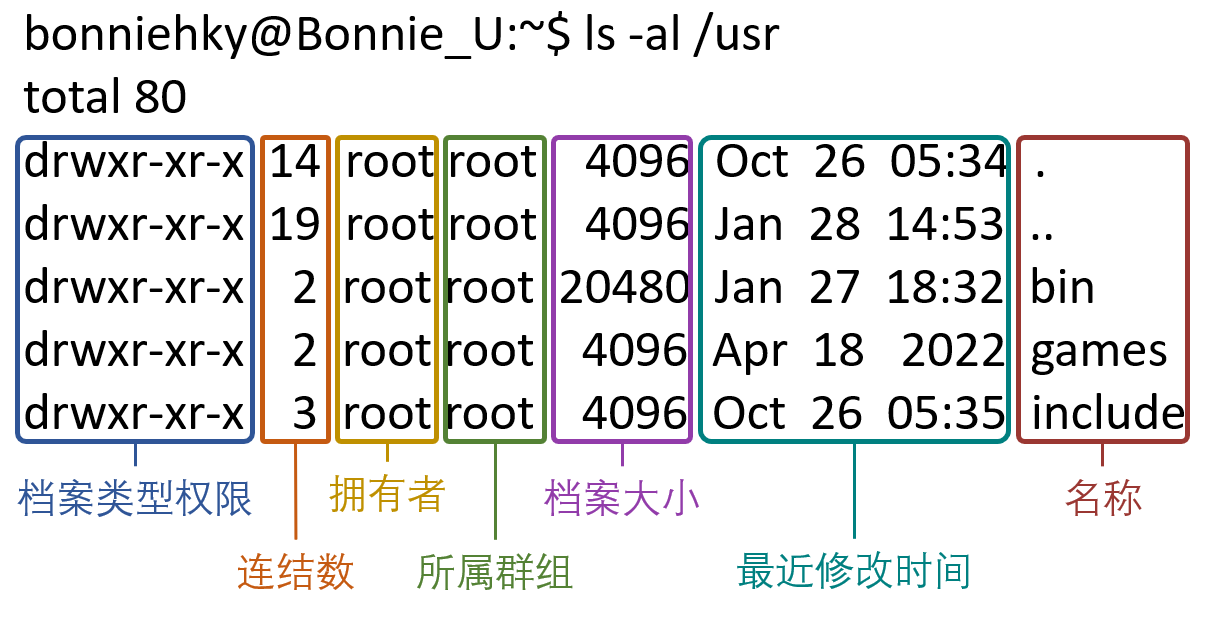 bonniehky@Bonnie_U:~$ ls -al /usr
total 80
drwxr-xr-x 14 root root 4096 Oct 26 05:34 .
drwxr-xr-x 19 root root 4096 Jan 28 14:53 ..
drwxr-xr-x 2 root root 20480 Jan 27 18:32 bin
drwxr-xr-x 2 root root 4096 Apr 18 2022 games
drwxr-xr-x 3 root root 4096 Oct 26 05:35 include
档案类型权限 拥有者 档案大小 名称
连结数 所属群组 最近修改时间